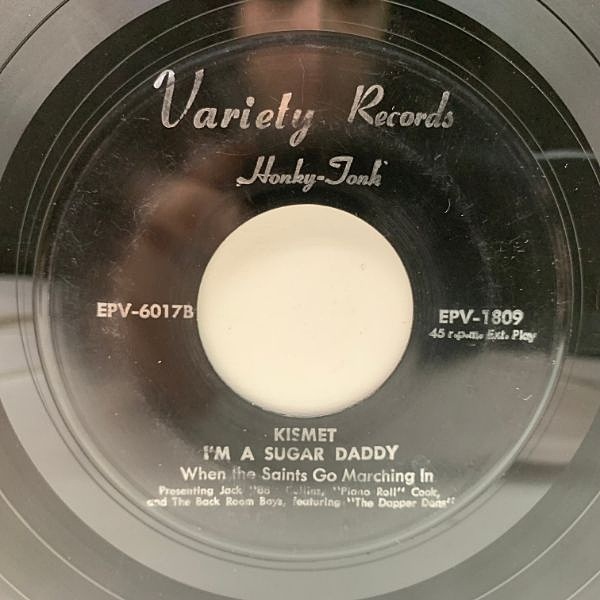 Variety Records
Honky-Tonk
EPV-6017B
EPV-1809
45 r.p.m. Ext. Play
KISMET
I'M A SUGAR DADDY
When the Saints Go Marching In
Presenting Jack Collins, "Piano Roll" Cook,
and The Back Room Boys, featuring "The Dapper Dans"